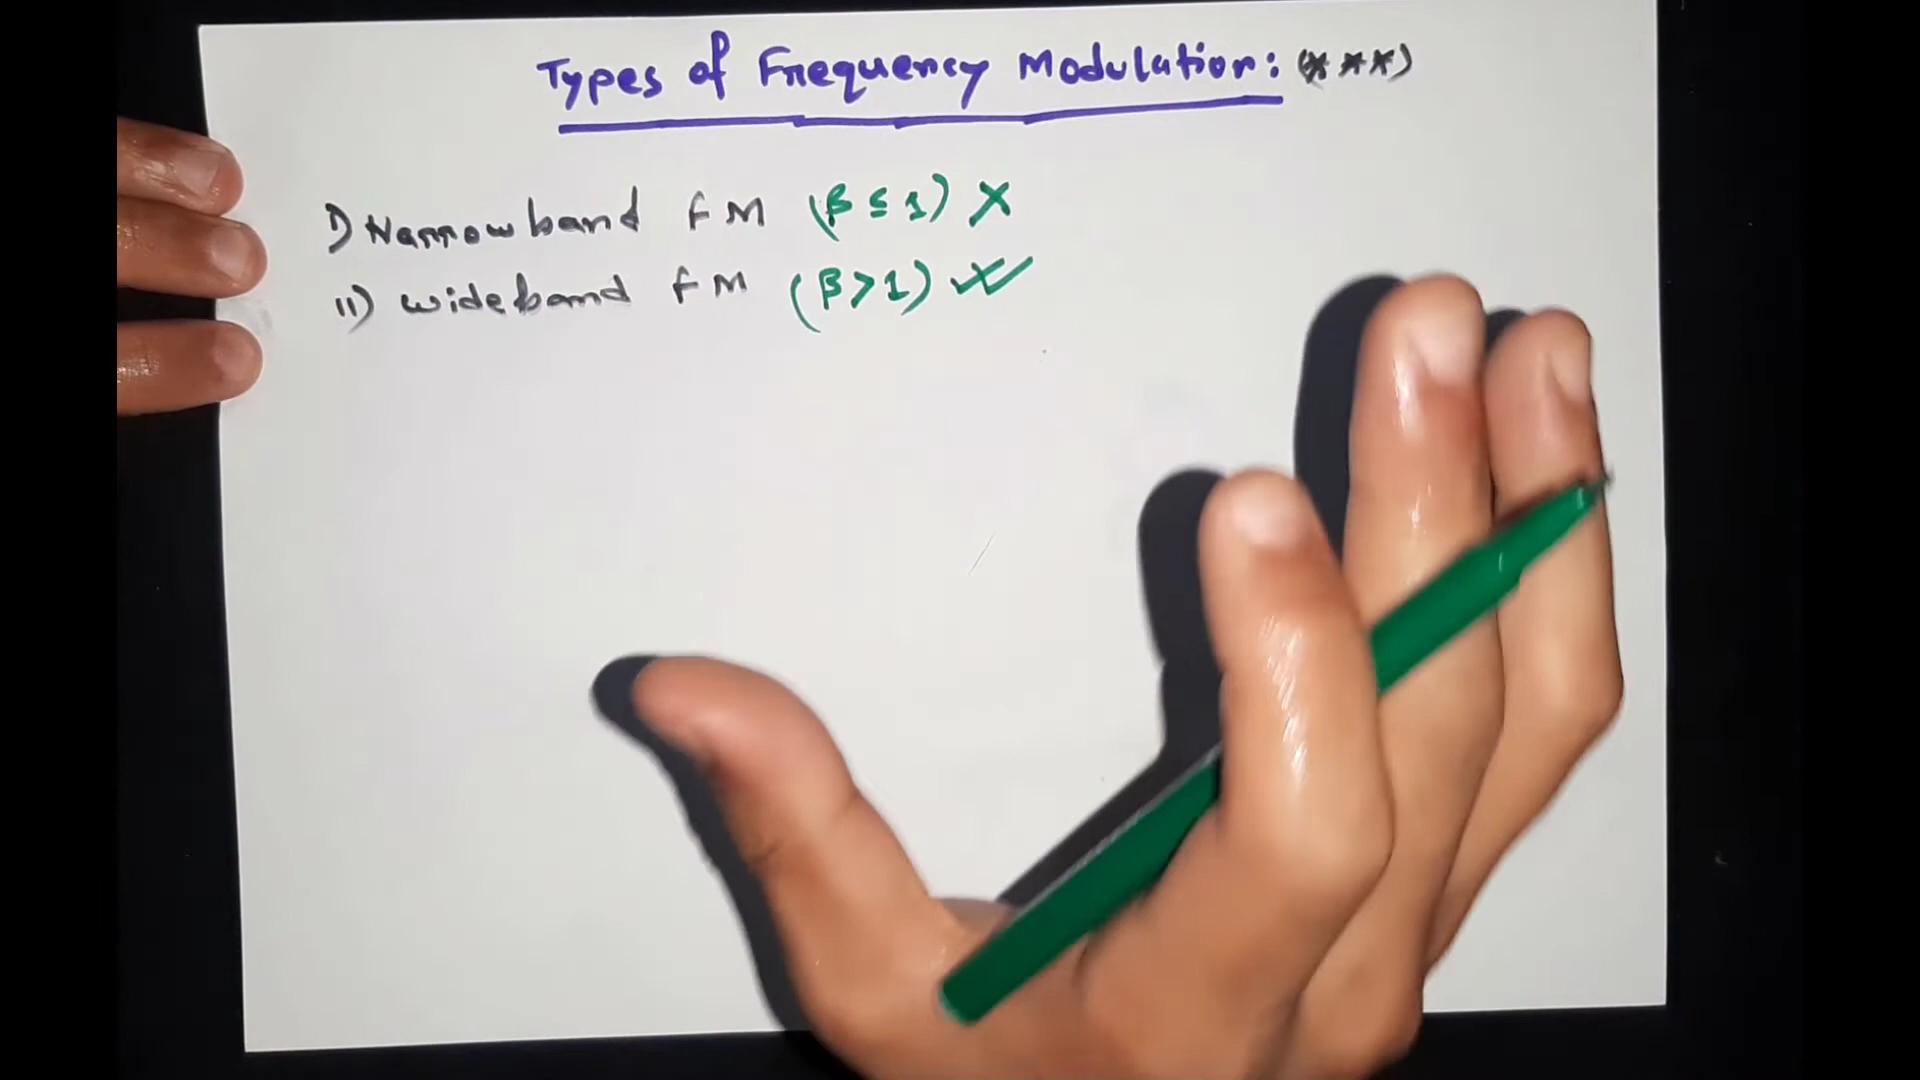 Types of Frequency Modulation: (***)
I) Narrowband FM (β ≤ 1) ✗
II) Wideband FM (β > 1) ✓